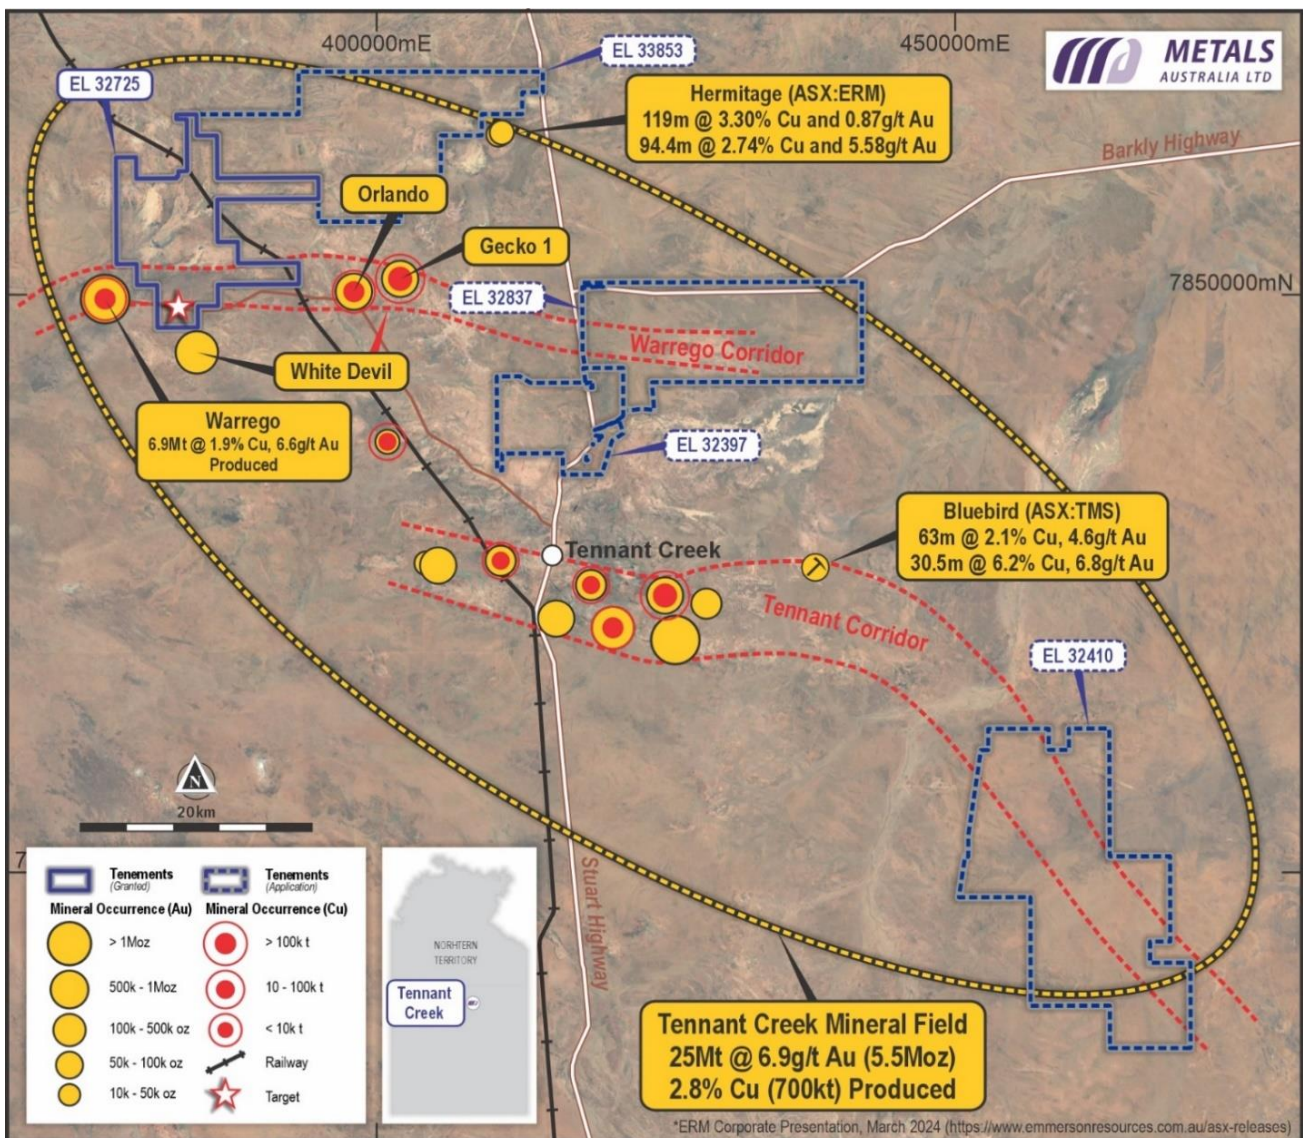 400000mE
450000mE
EL 33853
METALS
AUSTRALIA LTD
EL 32725
Hermitage (ASX:ERM)
119m @ 3.30% Cu and 0.87g/t Au
94.4m @ 2.74% Cu and 5.58g/t Au
Barkly Highway
Orlando
Gecko 1
7850000mN
EL 32837
Warrego Corridor
White Devil
Warrego
6.9Mt @ 1.9% Cu, 6.6g/t Au
Produced
EL 32397
Bluebird (ASX:TMS)
63m @ 2.1% Cu, 4.6g/t Au
30.5m @ 6.2% Cu, 6.8g/t Au
Tennant Creek
Tennant Corridor
EL 32410
N
20km
7
Stuart Highway
Tenements
(Granted)
Tenements
(Application)
Mineral Occurrence (Au)
Mineral Occurrence (Cu)
> 1Moz
> 100k t
500k - 1Moz
10 - 100k t
100k - 500k oz
< 10k t
50k - 100k oz
Railway
10k - 50k oz
Target
NORHTERN
TERRITORY
Tennant
Creek
Tennant Creek Mineral Field
25Mt @ 6.9g/t Au (5.5Moz)
2.8% Cu (700kt) Produced
*ERM Corporate Presentation, March 2024 (https://www.emmersonresources.com.au/asx-releases)